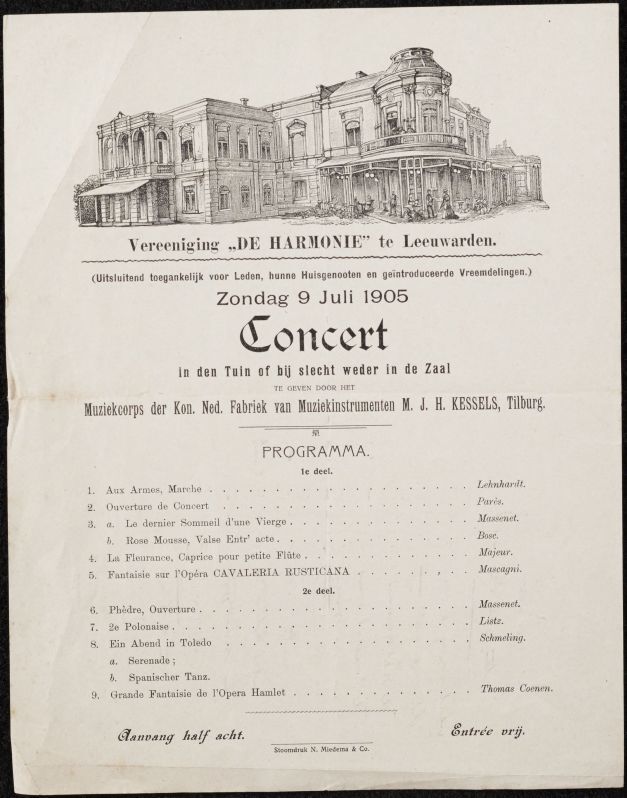 Vereeniging „DE HARMONIE” te Leeuwarden.
(Uitsluitend toegankelijk voor Leden, hunne Huisgenooten en geïntroduceerde Vreemdelingen.)
Zondag 9 Juli 1905
Concert
in den Tuin of bij slecht weder in de Zaal
TE GEVEN DOOR HET
Muziekcorps der Kon. Ned. Fabriek van Muziekinstrumenten M. J. H. KESSELS, Tilburg.
PROGRAMMA.
1e deel.
1. Aux Armes, Marche . . . . . . . . . . . . . . . . . . . . Lehnhardt.
2. Ouverture de Concert . . . . . . . . . . . . . . . . . . Parès.
3. a. Le dernier Sommeil d'une Vierge . . . . . . . . . . . . . Massenet.
b. Rose Mousse, Valse Entr' acte . . . . . . . . . . . . . . Bosc.
4. La Fleurance, Caprice pour petite Flûte . . . . . . . . . . . . Majeur.
5. Fantaisie sur l'Opéra CAVALERIA RUSTICANA . . . . . . . . Mascagni.
2e deel.
6. Phèdre, Ouverture . . . . . . . . . . . . . . . . . . . . Massenet.
7. 2e Polonaise . . . . . . . . . . . . . . . . . . . . . . Listz.
8. Ein Abend in Toledo . . . . . . . . . . . . . . . . . . Schmeling.
a. Serenade ;
b. Spanischer Tanz.
9. Grande Fantaisie de l'Opera Hamlet . . . . . . . . . . . . . Thomas Coenen.
Aanvang half acht. Entrée vrij.
Stoomdruk N. Miedema & Co.